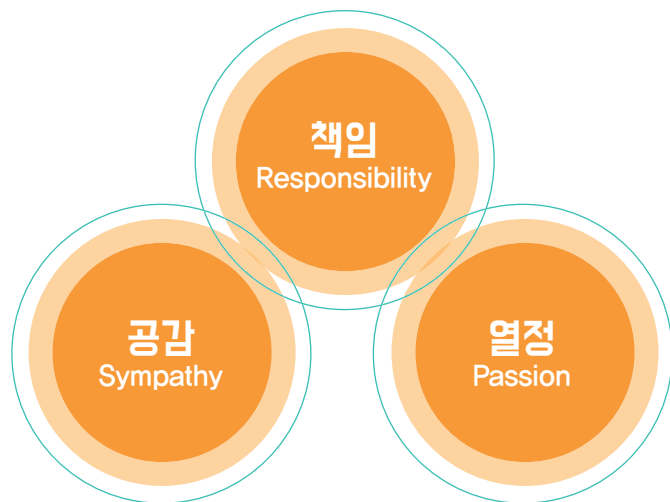 책임
Responsibility
공감
Sympathy
열정
Passion